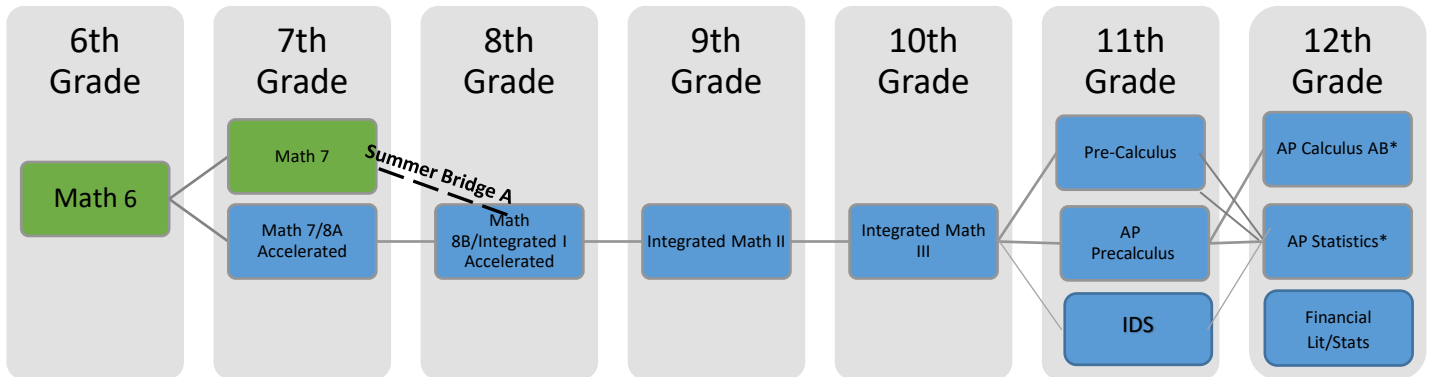 6th
Grade
7th
Grade
8th
Grade
9th
Grade
10th
Grade
11th
Grade
12th
Grade
Math 6
Math 7
Summer Bridge A
Math 7/8A
Accelerated
Math
8B/Integrated I
Accelerated
Integrated Math II
Integrated Math
III
Pre-Calculus
AP
Precalculus
IDS
AP Calculus AB*
AP Statistics*
Financial
Lit/Stats